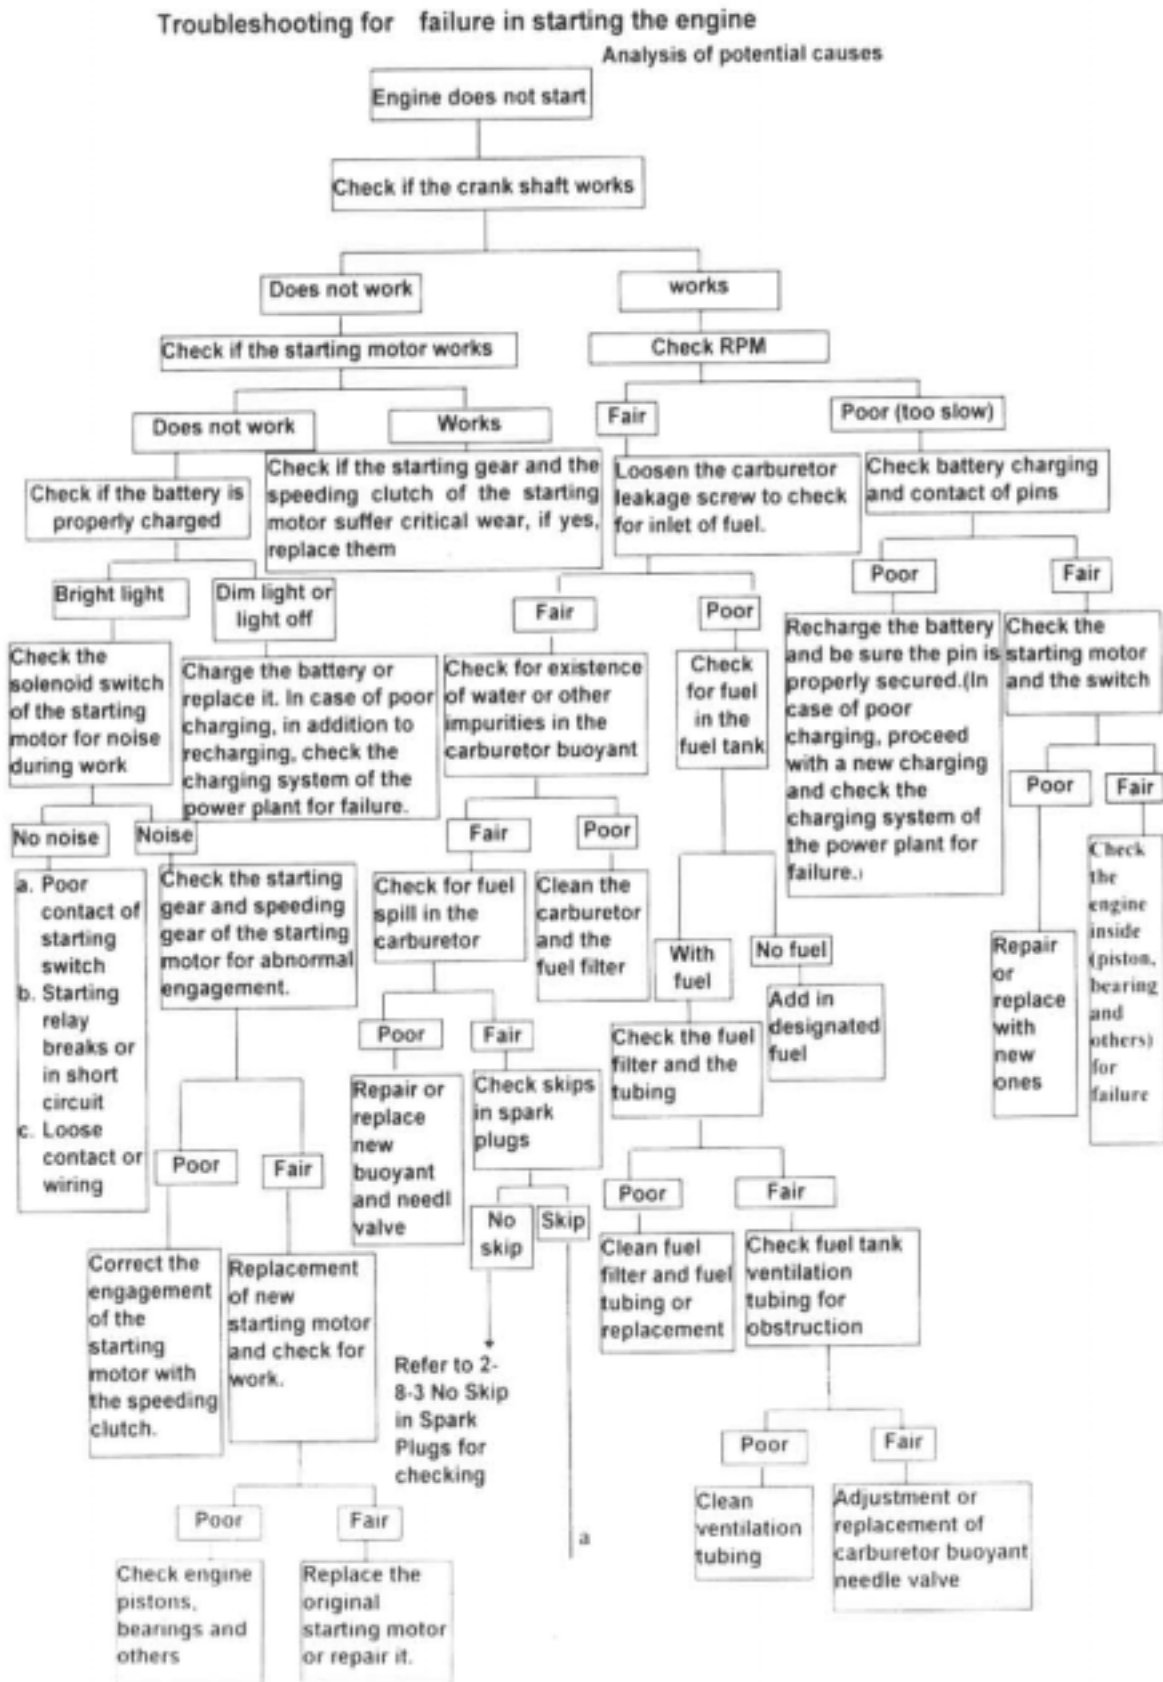 Troubleshooting for failure in starting the engine
Analysis of potential causes
Engine does not start
Check if the crank shaft works
Does not work
works
Check if the starting motor works
Check RPM
Does not work
Works
Fair
Poor (too slow)
Check if the battery is
properly charged
Check if the starting gear and the
speeding clutch of the starting
motor suffer critical wear, if yes,
replace them
Loosen the carburetor
leakage screw to check
for inlet of fuel.
Check battery charging
and contact of pins
Bright light
Dim light or
light off
Fair
Poor
Poor
Fair
Check the
solenoid switch
of the starting
motor for noise
during work
Charge the battery or
replace it. In case of poor
charging, in addition to
recharging, check the
charging system of the
power plant for failure.
Check for existence
of water or other
impurities in the
carburetor buoyant
Check
for fuel
in the
fuel tank
Recharge the battery
and be sure the pin is
properly secured.(In
case of poor
charging, proceed
with a new charging
and check the
charging system of
the power plant for
failure.)
Check the
starting motor
and the switch
No noise
Noise
Fair
Poor
Poor
Fair
a. Poor
contact of
starting
switch
b. Starting
relay
breaks or
in short
circuit
c. Loose
contact or
wiring
Check the starting
gear and speeding
gear of the starting
motor for abnormal
engagement.
Check for fuel
spill in the
carburetor
Clean the
carburetor
and the
fuel filter
With
fuel
No fuel
Repair
or
replace
with
new
ones
Check
the
engine
inside
(piston,
bearing
and
others)
for
failure
Poor
Fair
Check the fuel
filter and the
tubing
Add in
designated
fuel
Repair or
replace
new
buoyant
and needl
valve
Check skips
in spark
plugs
Poor
Fair
No
skip
Skip
Poor
Fair
Correct the
engagement
of the
starting
motor with
the speeding
clutch.
Replacement
of new
starting motor
and check for
work.
Refer to 2-
8-3 No Skip
in Spark
Plugs for
checking
Clean fuel
filter and fuel
tubing or
replacement
Check fuel tank
ventilation
tubing for
obstruction
Poor
Fair
Poor
Fair
a
Clean
ventilation
tubing
Adjustment or
replacement of
carburetor buoyant
needle valve
Check engine
pistons,
bearings and
others
Replace the
original
starting motor
or repair it.